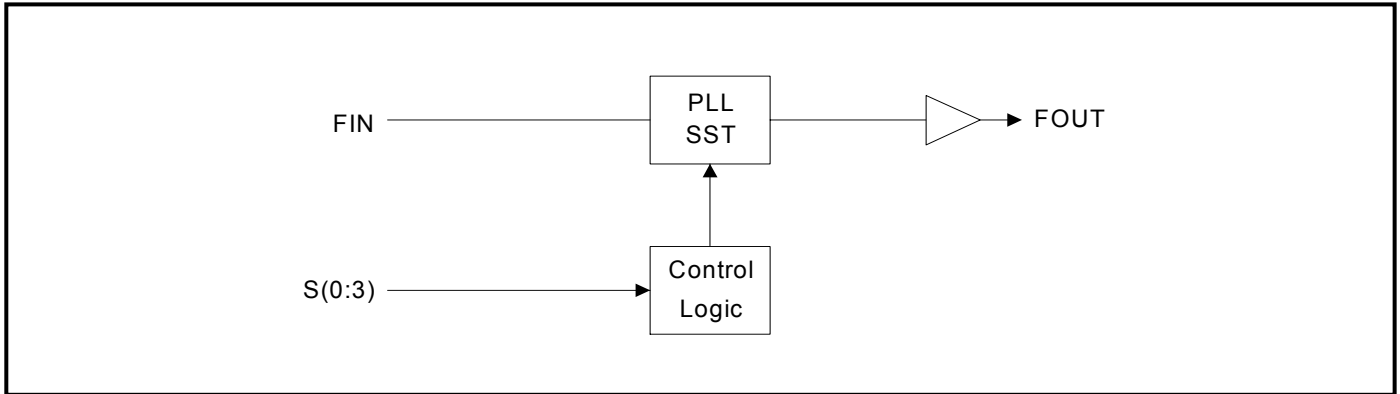 PLL
SST
FIN
FOUT
Control
Logic
S(0:3)